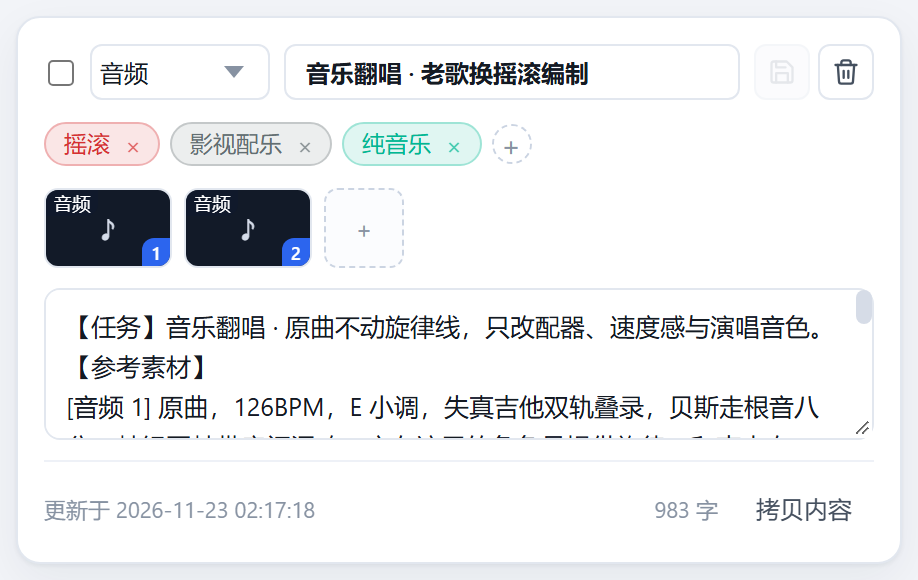 音频
音乐翻唱 · 老歌换摇滚编制
摇滚 ×
影视配乐 ×
纯音乐 ×
+
音频
1
音频
2
+
【任务】音乐翻唱 · 原曲不动旋律线，只改配器、速度感与演唱音色。
【参考素材】
[音频 1] 原曲，126BPM，E 小调，失真吉他双轨叠录，贝斯走根音八
更新于 2026-11-23 02:17:18
983 字
拷贝内容